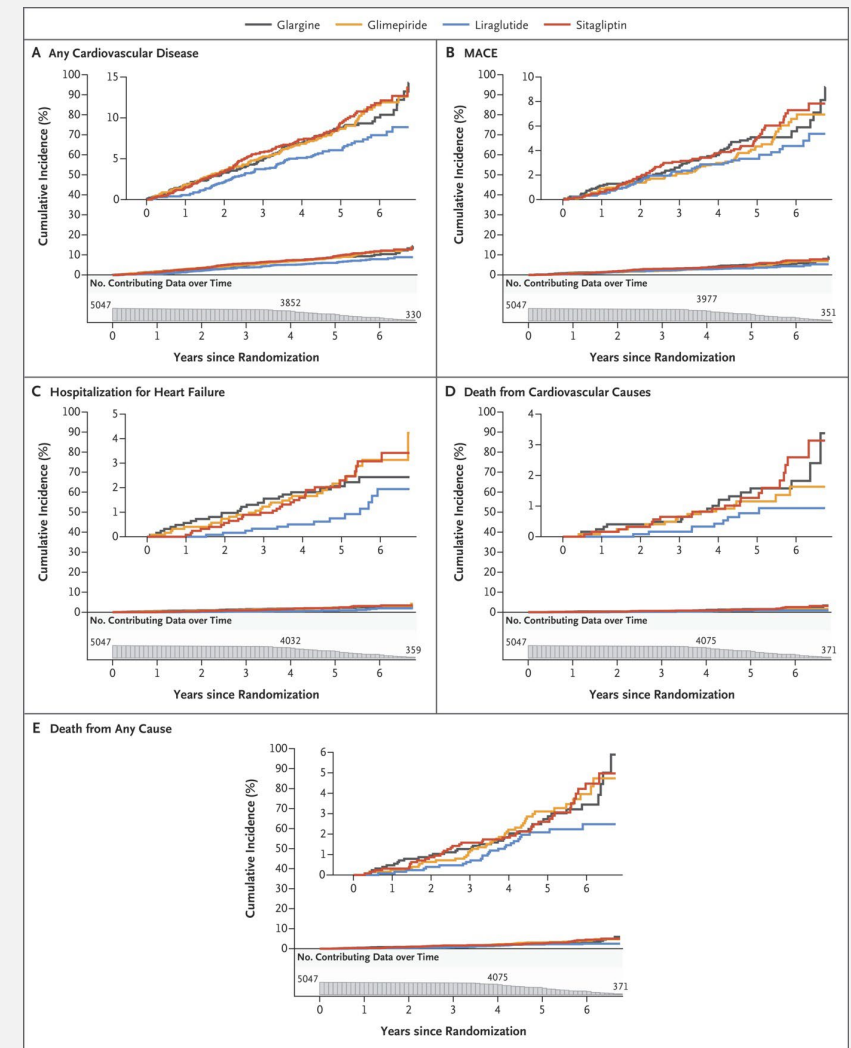 Glargine Glimepiride Liraglutide Sitagliptin
A Any Cardiovascular Disease
Cumulative Incidence (%)
100
90
80
70
60
50
40
30
20
10
0
15
10
5
0
0 1 2 3 4 5 6
No. Contributing Data over Time
5047 3852 330
0 1 2 3 4 5 6
Years since Randomization
B MACE
Cumulative Incidence (%)
100
90
80
70
60
50
40
30
20
10
0
10
8
6
4
2
0
0 1 2 3 4 5 6
No. Contributing Data over Time
5047 3977 351
0 1 2 3 4 5 6
Years since Randomization
C Hospitalization for Heart Failure
Cumulative Incidence (%)
100
90
80
70
60
50
40
30
20
10
0
5
4
3
2
1
0
0 1 2 3 4 5 6
No. Contributing Data over Time
5047 4032 359
0 1 2 3 4 5 6
Years since Randomization
D Death from Cardiovascular Causes
Cumulative Incidence (%)
100
90
80
70
60
50
40
30
20
10
0
4
3
2
1
0
0 1 2 3 4 5 6
No. Contributing Data over Time
5047 4075 371
0 1 2 3 4 5 6
Years since Randomization
E Death from Any Cause
Cumulative Incidence (%)
100
90
80
70
60
50
40
30
20
10
0
6
5
4
3
2
1
0
0 1 2 3 4 5 6
No. Contributing Data over Time
5047 4075 371
0 1 2 3 4 5 6
Years since Randomization